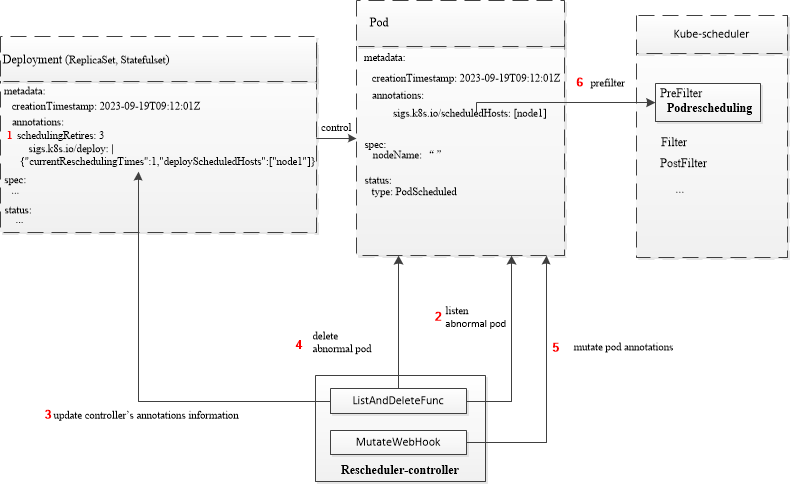 Deployment (ReplicaSet, Statefulset)
metadata:
creationTimestamp: 2023-09-19T09:12:01Z
annotations:
1 schedulingRetires: 3
sigs.k8s.io/deploy: |
{"currentReschedulingTimes":1,"deployScheduledHosts":["node1"]}
spec:
...
status:
...
control
Pod
metadata:
creationTimestamp: 2023-09-19T09:12:01Z
annotations:
sigs.k8s.io/scheduledHosts: [node1]
spec:
nodeName: “ ”
status:
type: PodScheduled
6 prefilter
Kube-scheduler
PreFilter
Podrescheduling
Filter
PostFilter
...
2 listen
abnormal pod
4 delete
abnormal pod
5 mutate pod annotations
3 update controller’s annotations information
ListAndDeleteFunc
MutateWebHook
Rescheduler-controller